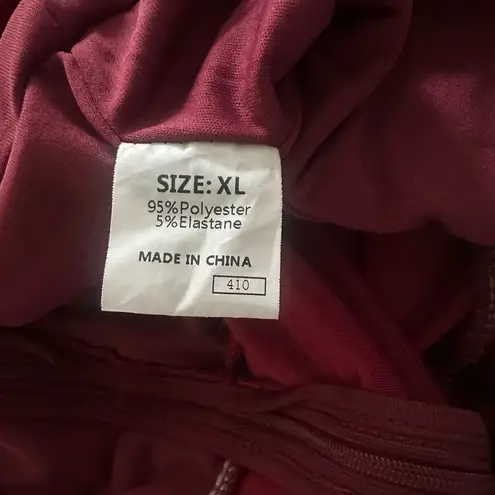 SIZE: XL
95%Polyester
5%Elastane
MADE IN CHINA
410